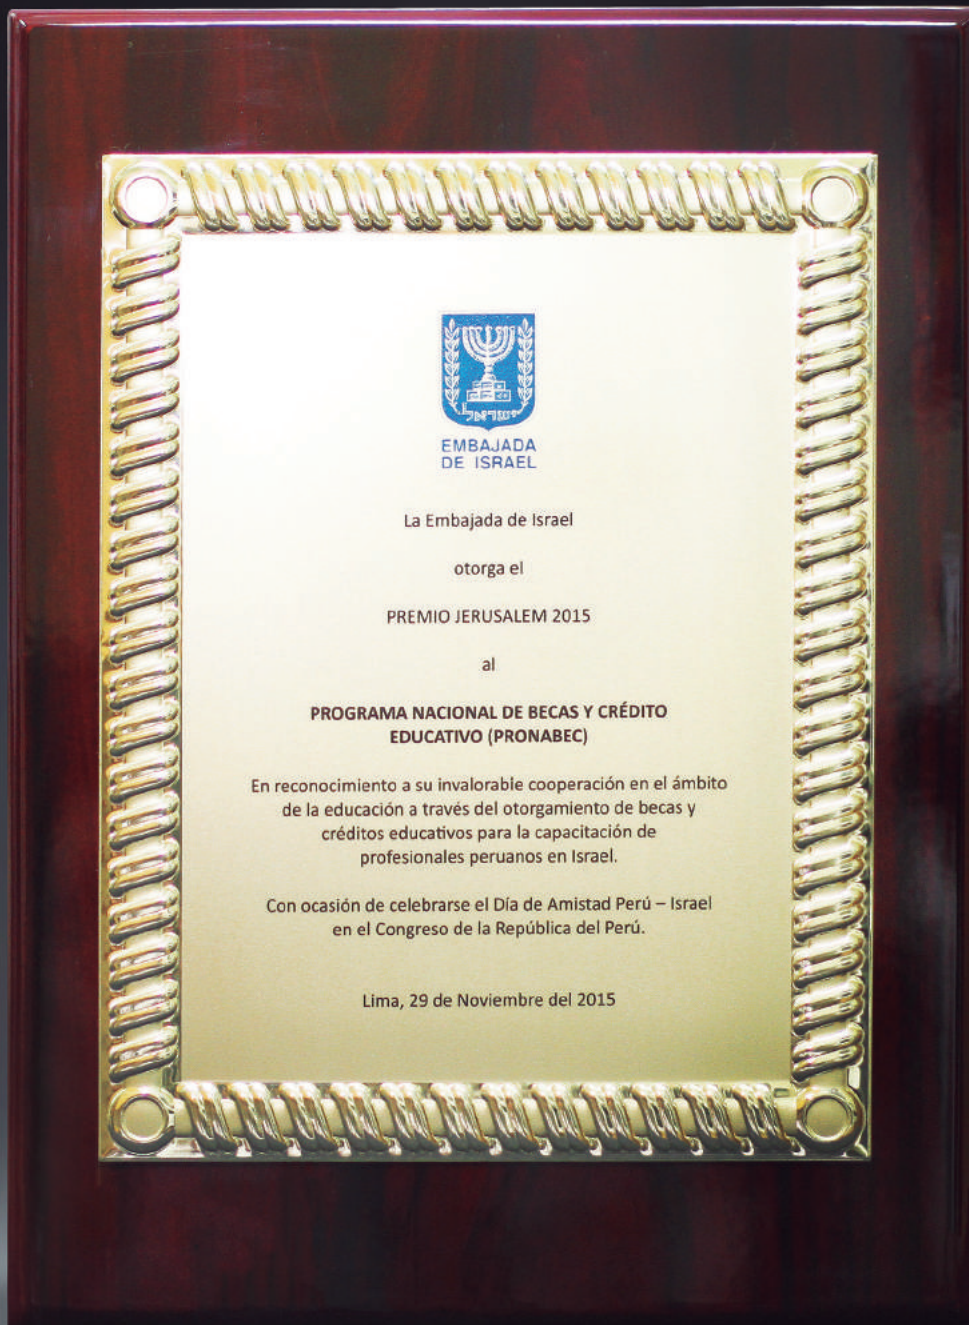 ישראל
EMBAJADA
DE ISRAEL
La Embajada de Israel
otorga el
PREMIO JERUSALEM 2015
al
PROGRAMA NACIONAL DE BECAS Y CRÉDITO
EDUCATIVO (PRONABEC)
En reconocimiento a su invalorable cooperación en el ámbito
de la educación a través del otorgamiento de becas y
créditos educativos para la capacitación de
profesionales peruanos en Israel.
Con ocasión de celebrarse el Día de Amistad Perú – Israel
en el Congreso de la República del Perú.
Lima, 29 de Noviembre del 2015